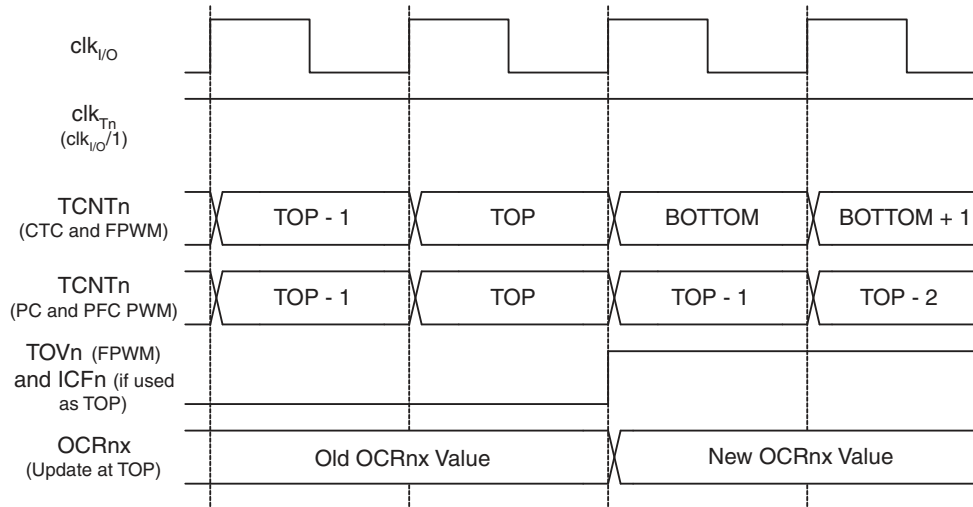 clkI/O
clkTn
(clkI/O/1)
TCNTn
(CTC and FPWM)
TOP - 1 TOP BOTTOM BOTTOM + 1
TCNTn
(PC and PFC PWM)
TOP - 1 TOP TOP - 1 TOP - 2
TOVn (FPWM)
and ICFn (if used
as TOP)
OCRnx
(Update at TOP)
Old OCRnx Value New OCRnx Value